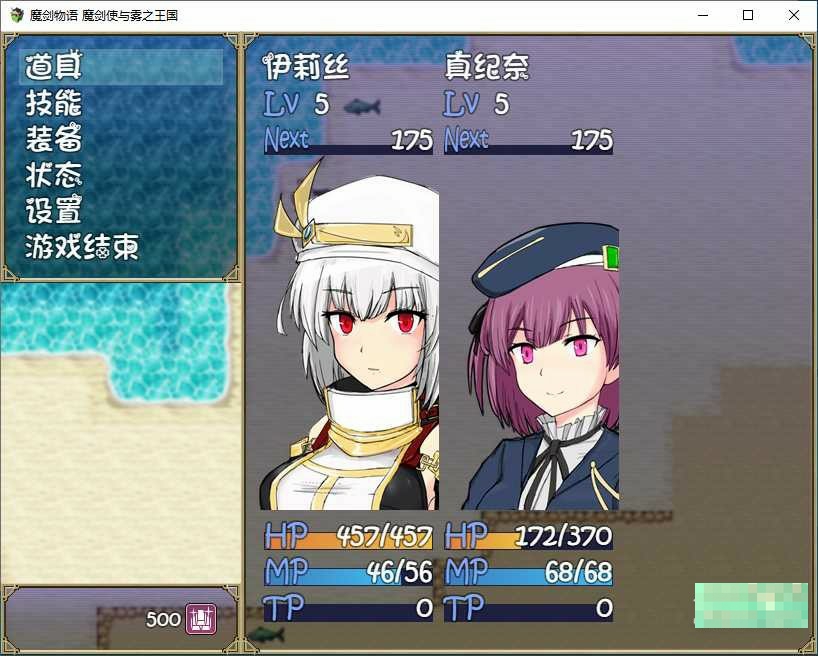 魔剑物语 魔剑使与雾之王国
道具
技能
装备
状态
设置
游戏结束
500
伊莉丝
Lv 5
Next 175
HP 457/457
MP 46/56
TP 0
真纪奈
Lv 5
Next 175
HP 172/370
MP 68/68
TP 0